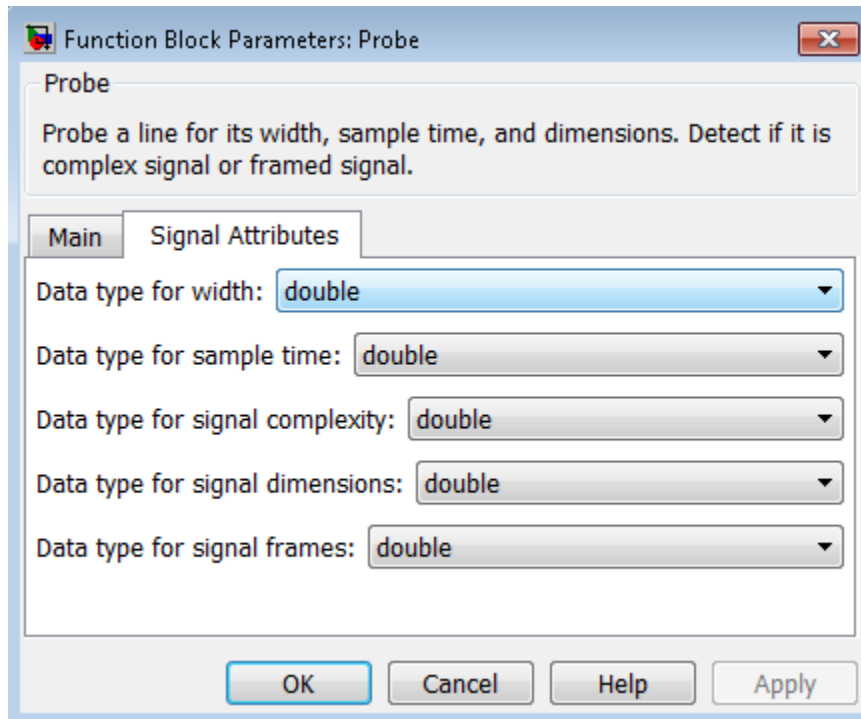 Function Block Parameters: Probe
Probe
Probe a line for its width, sample time, and dimensions. Detect if it is
complex signal or framed signal.
Main Signal Attributes
Data type for width: double
Data type for sample time: double
Data type for signal complexity: double
Data type for signal dimensions: double
Data type for signal frames: double
OK Cancel Help Apply